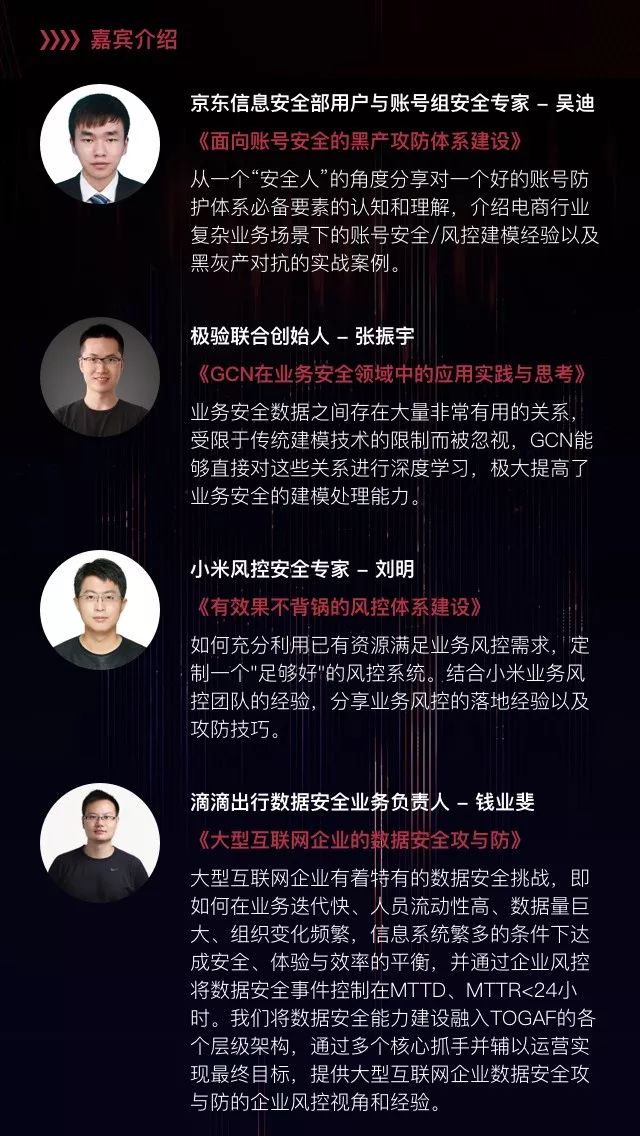 嘉宾介绍
京东信息安全部用户与账号组安全专家 – 吴迪
《面向账号安全的黑产攻防体系建设》
从一个“安全人”的角度分享对一个好的账号防
护体系必备要素的认知和理解，介绍电商行业
复杂业务场景下的账号安全/风控建模经验以及
黑灰产对抗的实战案例。
极验联合创始人 – 张振宇
《GCN在业务安全领域中的应用实践与思考》
业务安全数据之间存在大量非常有用的关系，
受限于传统建模技术的限制而被忽视，GCN能
够直接对这些关系进行深度学习，极大提高了
业务安全的建模处理能力。
小米风控安全专家 – 刘明
《有效果不背锅的风控体系建设》
如何充分利用已有资源满足业务风控需求，定
制一个"足够好"的风控系统。结合小米业务风
控团队的经验，分享业务风控的落地经验以及
攻防技巧。
滴滴出行数据安全业务负责人 – 钱业斐
《大型互联网企业的数据安全攻与防》
大型互联网企业有着特有的数据安全挑战，即
如何在业务迭代快、人员流动性高、数据量巨
大、组织变化频繁，信息系统繁多的条件下达
成安全、体验与效率的平衡，并通过企业风控
将数据安全事件控制在MTTD、MTTR<24小
时。我们将数据安全能力建设融入TOGAF的各
个层级架构，通过多个核心抓手并辅以运营实
现最终目标，提供大型互联网企业数据安全攻
与防的企业风控视角和经验。